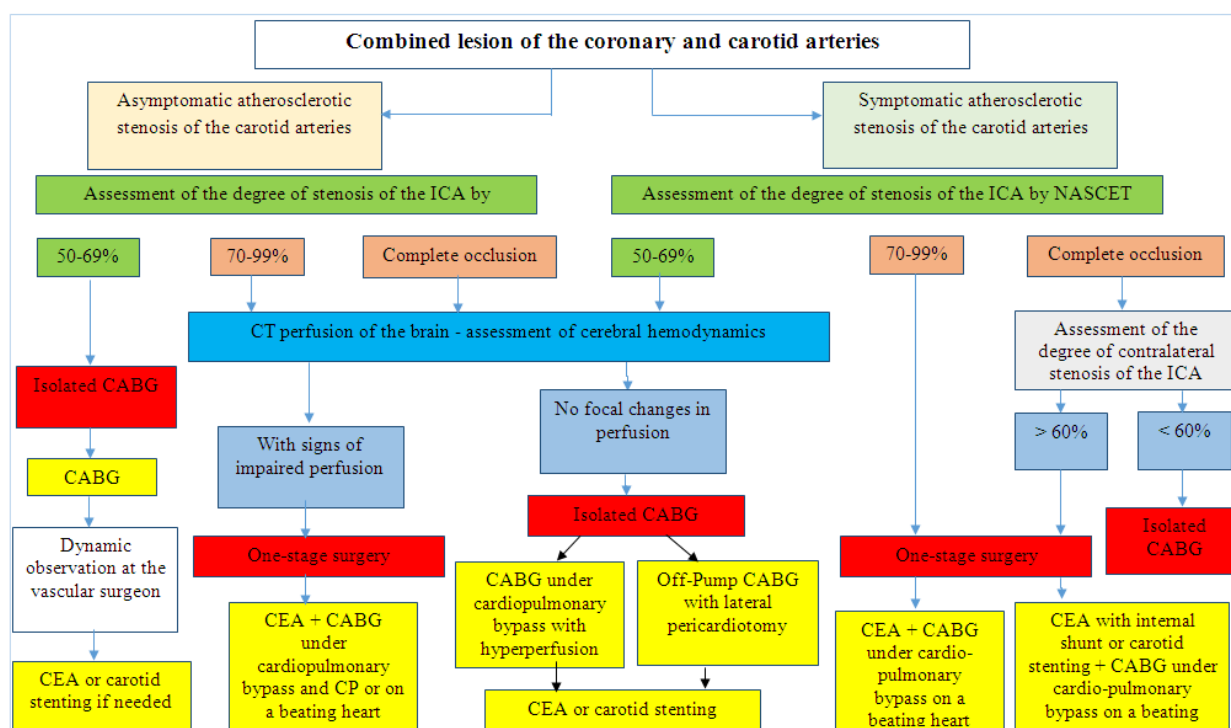 Combined lesion of the coronary and carotid arteries
Asymptomatic atherosclerotic
stenosis of the carotid arteries
Symptomatic atherosclerotic
stenosis of the carotid arteries
Assessment of the degree of stenosis of the ICA by
Assessment of the degree of stenosis of the ICA by NASCET
50-69%
70-99%
Complete occlusion
50-69%
70-99%
Complete occlusion
CT perfusion of the brain - assessment of cerebral hemodynamics
Assessment of the
degree of contralateral
stenosis of the ICA
Isolated CABG
No focal changes in
perfusion
> 60%
< 60%
With signs of
impaired perfusion
CABG
Isolated CABG
Isolated
CABG
Dynamic
observation at the
vascular surgeon
One-stage surgery
One-stage surgery
CABG under
cardiopulmonary
bypass with
hyperperfusion
Off-Pump CABG
with lateral
pericardiotomy
CEA + CABG
under
cardiopulmonary
bypass and CP or on
a beating heart
CEA + CABG
under cardio-
pulmonary
bypass on a
beating heart
CEA with internal
shunt or carotid
stenting + CABG under
cardio-pulmonary
bypass on a beating
CEA or carotid
stenting if needed
CEA or carotid stenting